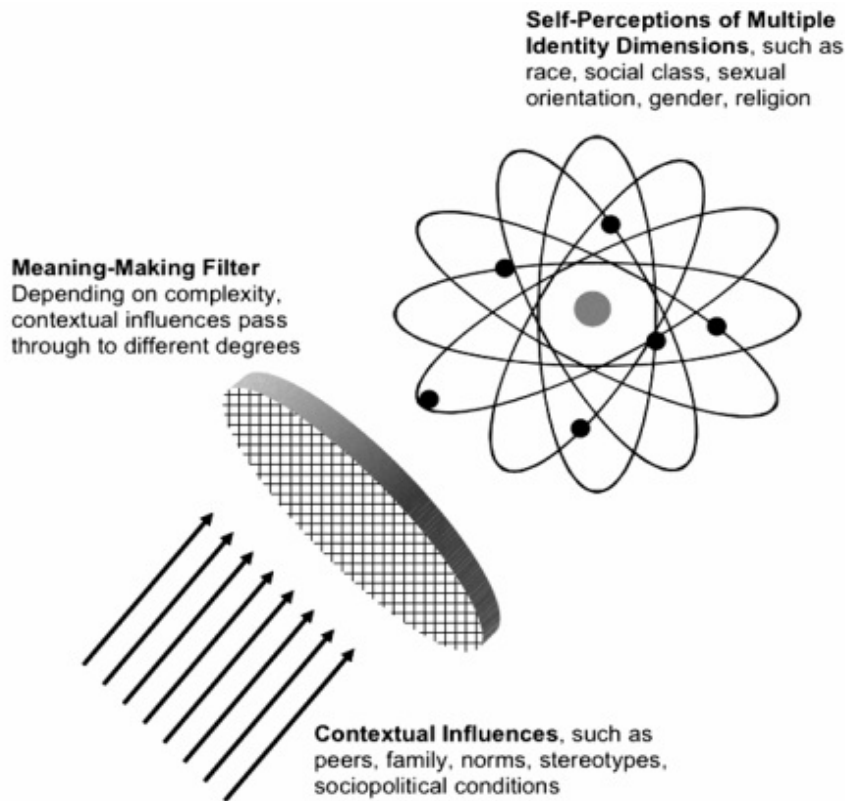 Self-Perceptions of Multiple
Identity Dimensions, such as
race, social class, sexual
orientation, gender, religion
Meaning-Making Filter
Depending on complexity,
contextual influences pass
through to different degrees
Contextual Influences, such as
peers, family, norms, stereotypes,
sociopolitical conditions